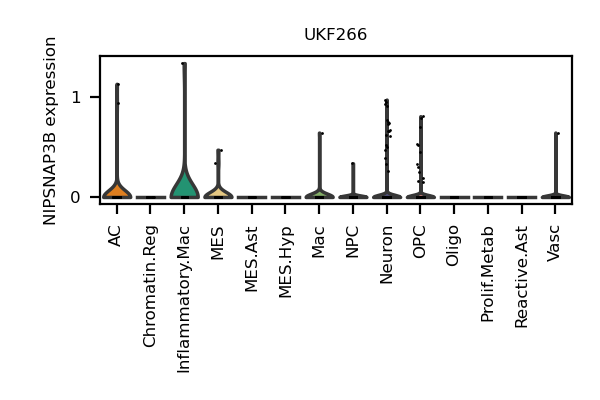 UKF266
NIPSNAP3B expression
1
0
AC
Chromatin.Reg
Inflammatory.Mac
MES
MES.Ast
MES.Hyp
Mac
NPC
Neuron
OPC
Oligo
Prolif.Metab
Reactive.Ast
Vasc